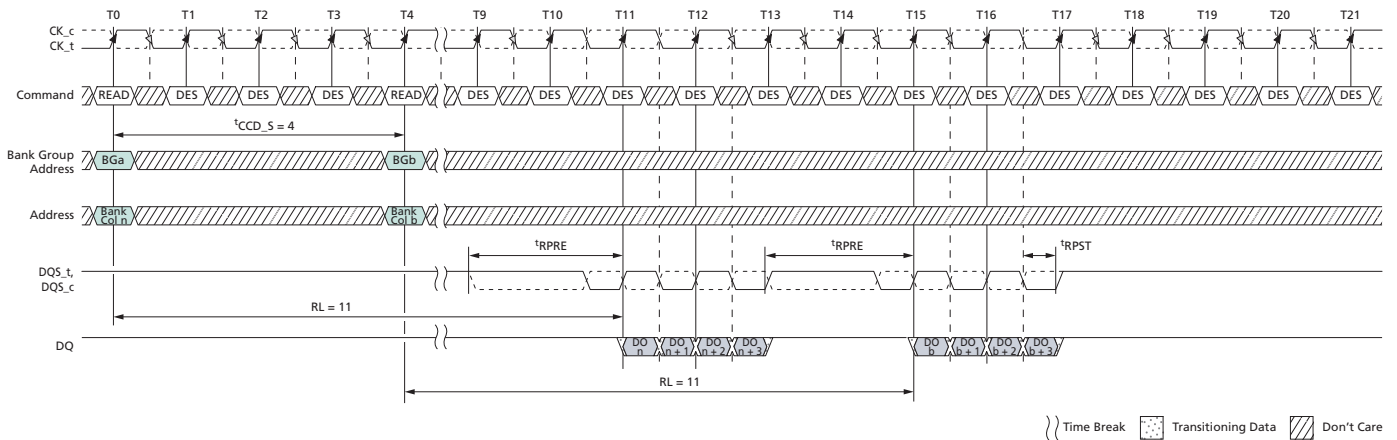 T0 T1 T2 T3 T4 T9 T10 T11 T12 T13 T14 T15 T16 T17 T18 T19 T20 T21
CK_c
CK_t
Command READ DES DES DES READ DES DES DES DES DES DES DES DES DES DES DES DES DES
tCCD_S = 4
Bank Group
Address
BGa BGb
Address
Bank
Col n
Bank
Col b
tRPRE tRPRE tRPST
DQS_t,
DQS_c
RL = 11
DQ
DO
n
DO
n + 1
DO
n + 2
DO
n + 3
DO
b
DO
b + 1
DO
b + 2
DO
b + 3
RL = 11
Time Break Transitioning Data Don't Care